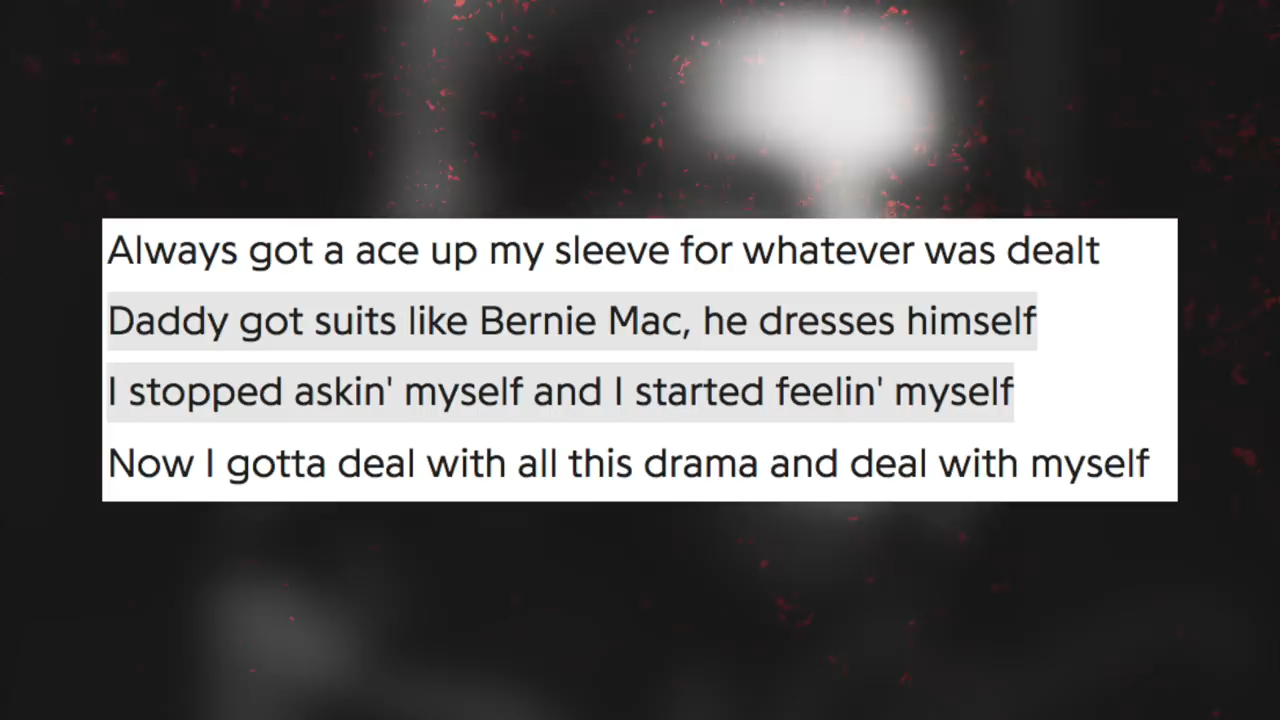 Always got a ace up my sleeve for whatever was dealt
Daddy got suits like Bernie Mac, he dresses himself
I stopped askin' myself and I started feelin' myself
Now I gotta deal with all this drama and deal with myself